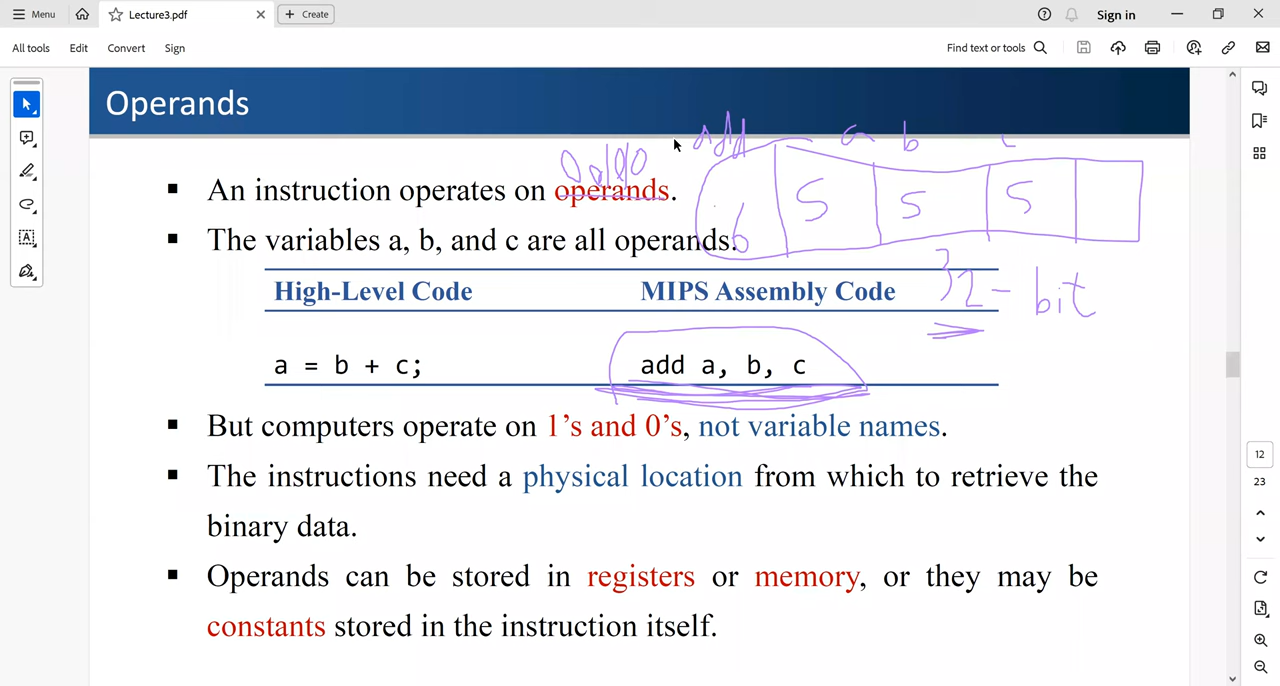 Menu Lecture3.pdf Create Sign in
All tools Edit Convert Sign Find text or tools
Operands
add a b c
▪ An instruction operates on operands.
6 5 5 5
▪ The variables a, b, and c are all operands.
32-bit
High-Level Code MIPS Assembly Code
a = b + c; add a, b, c
▪ But computers operate on 1's and 0's, not variable names.
▪ The instructions need a physical location from which to retrieve the
binary data.
▪ Operands can be stored in registers or memory, or they may be
constants stored in the instruction itself.
12
23